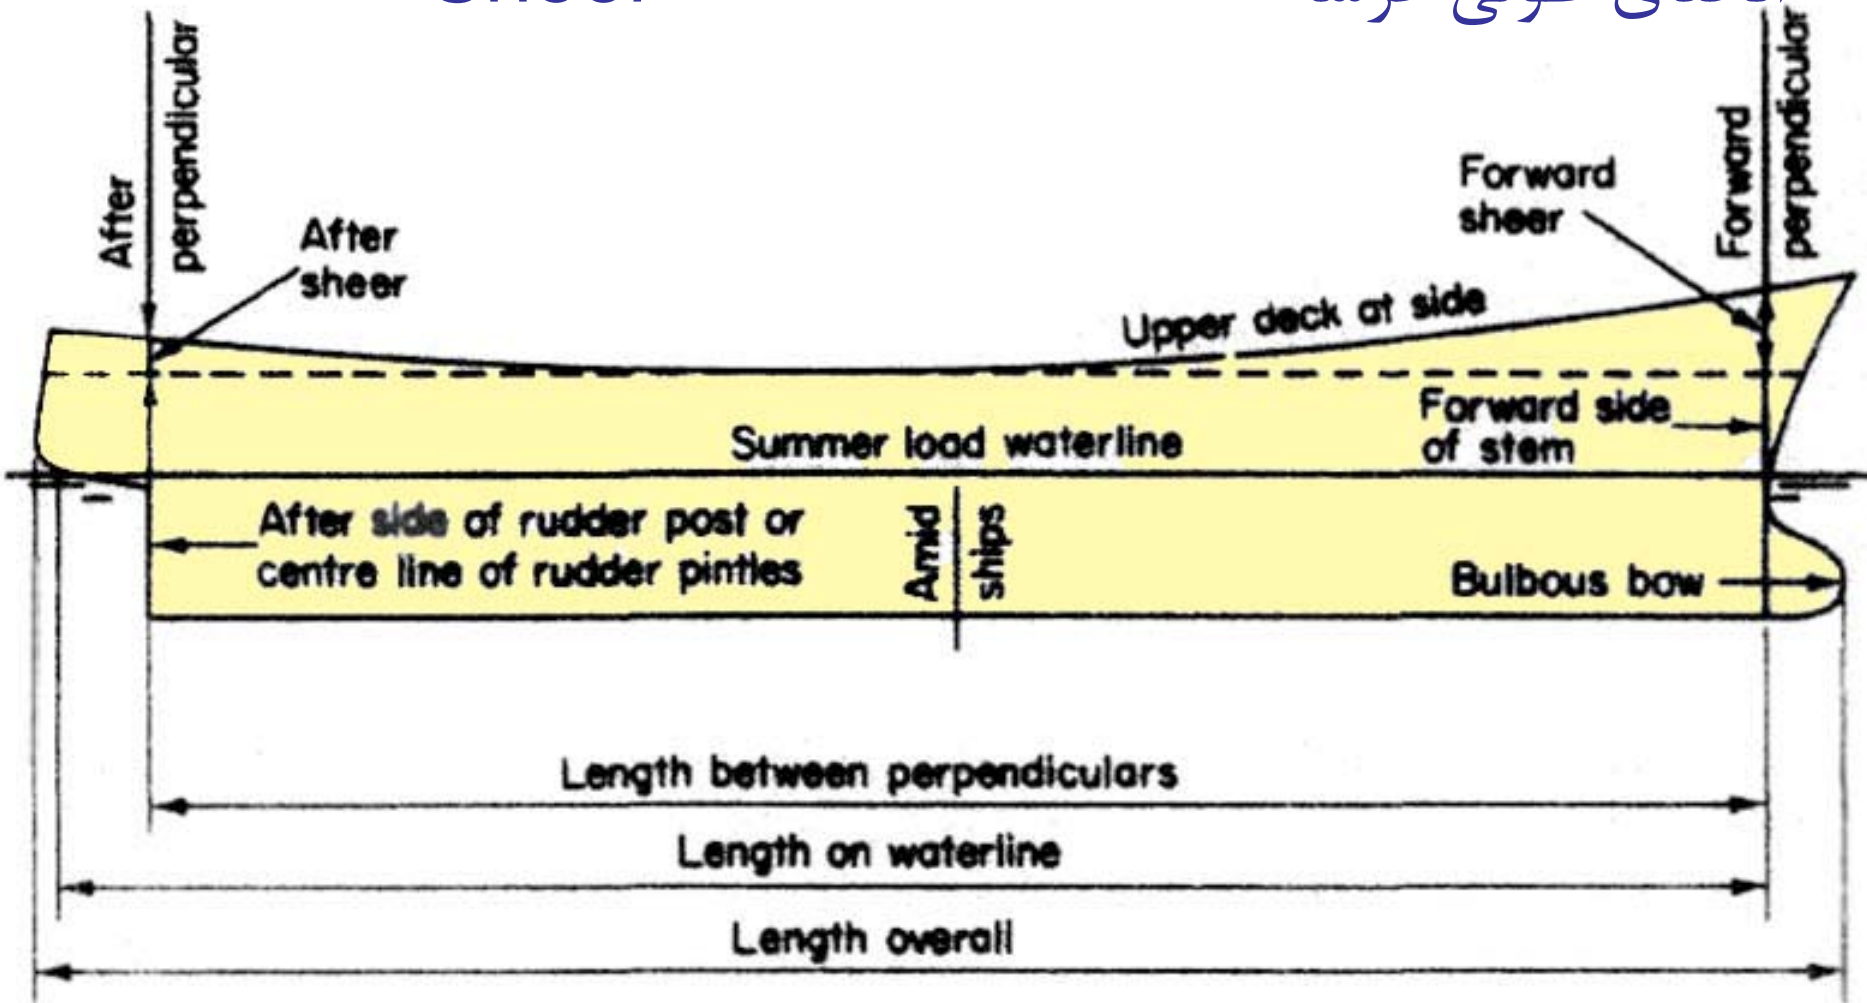 After
perpendicular
Forward
perpendicular
After
sheer
Forward
sheer
Upper deck at side
Forward side
of stem
Summer load waterline
After side of rudder post or
centre line of rudder pintles
Amid
ships
Bulbous bow
Length between perpendiculars
Length on waterline
Length overall